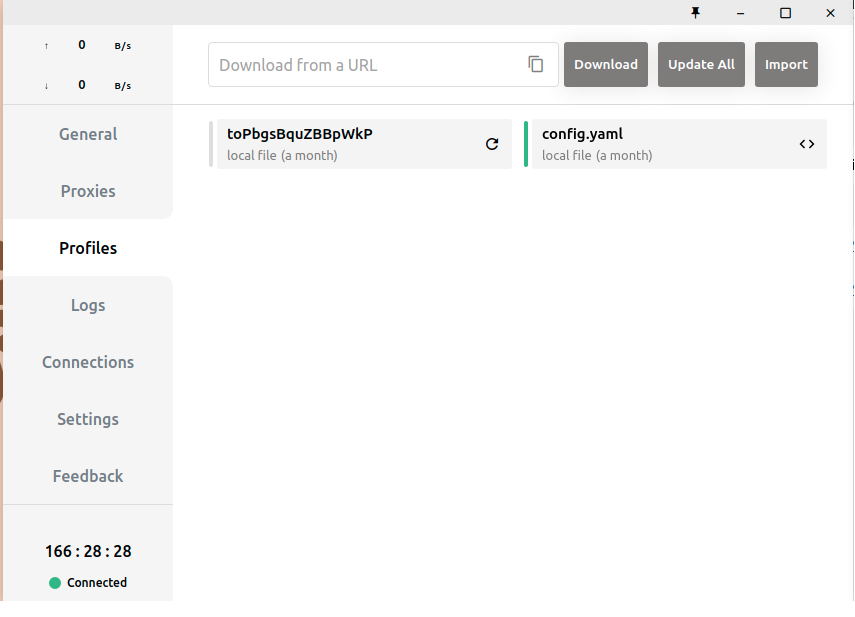 ↑ 0 B/s
↓ 0 B/s
General
Proxies
Profiles
Logs
Connections
Settings
Feedback
166 : 28 : 28
Connected
Download from a URL
Download
Update All
Import
toPbgsBquZBBpWkP
local file (a month)
config.yaml
local file (a month)